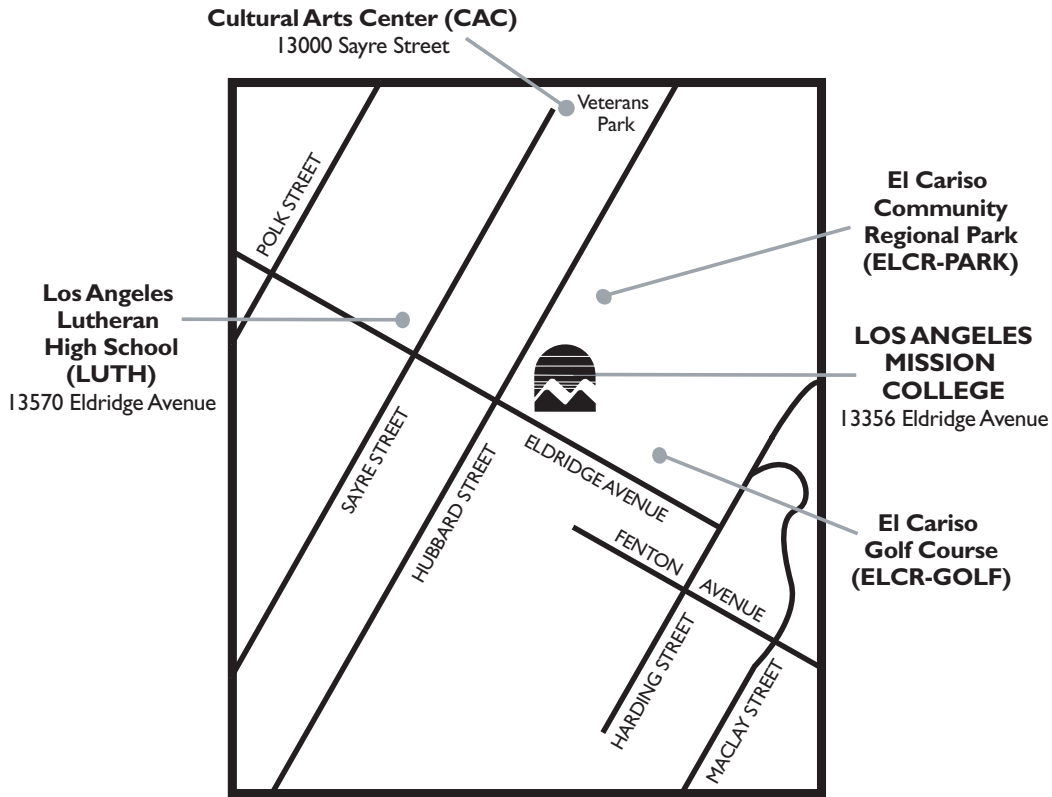 Cultural Arts Center (CAC)
13000 Sayre Street
Veterans
Park
POLK STREET
El Cariso
Community
Regional Park
(ELCR-PARK)
Los Angeles
Lutheran
High School
(LUTH)
13570 Eldridge Avenue
LOS ANGELES
MISSION
COLLEGE
13356 Eldridge Avenue
SAYRE STREET
HUBBARD STREET
ELDRIDGE AVENUE
FENTON AVENUE
El Cariso
Golf Course
(ELCR-GOLF)
HARDING STREET
MACLAY STREET